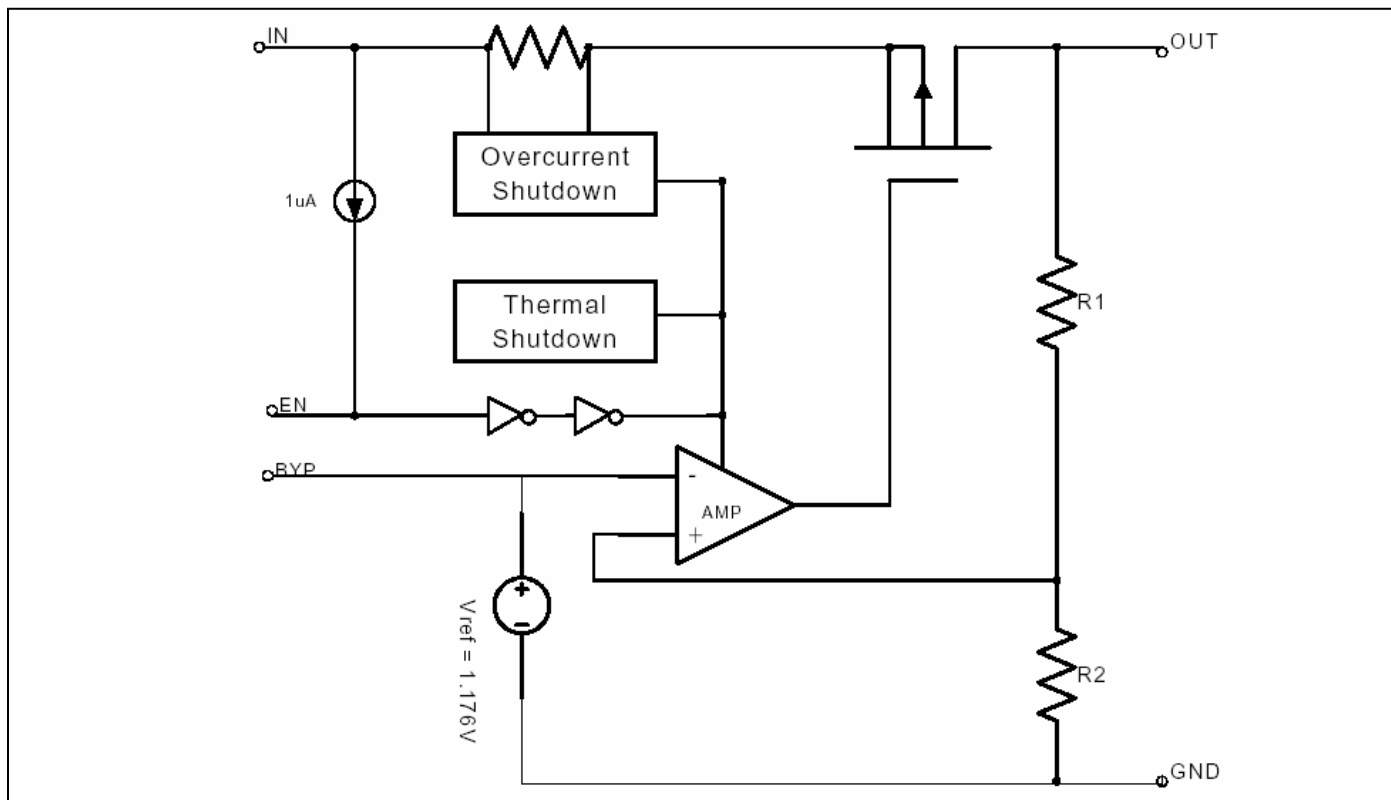 IN
OUT
Overcurrent
Shutdown
1uA
Thermal
Shutdown
R1
EN
BYP
-
AMP
+
+
-
Vref = 1.176V
R2
GND